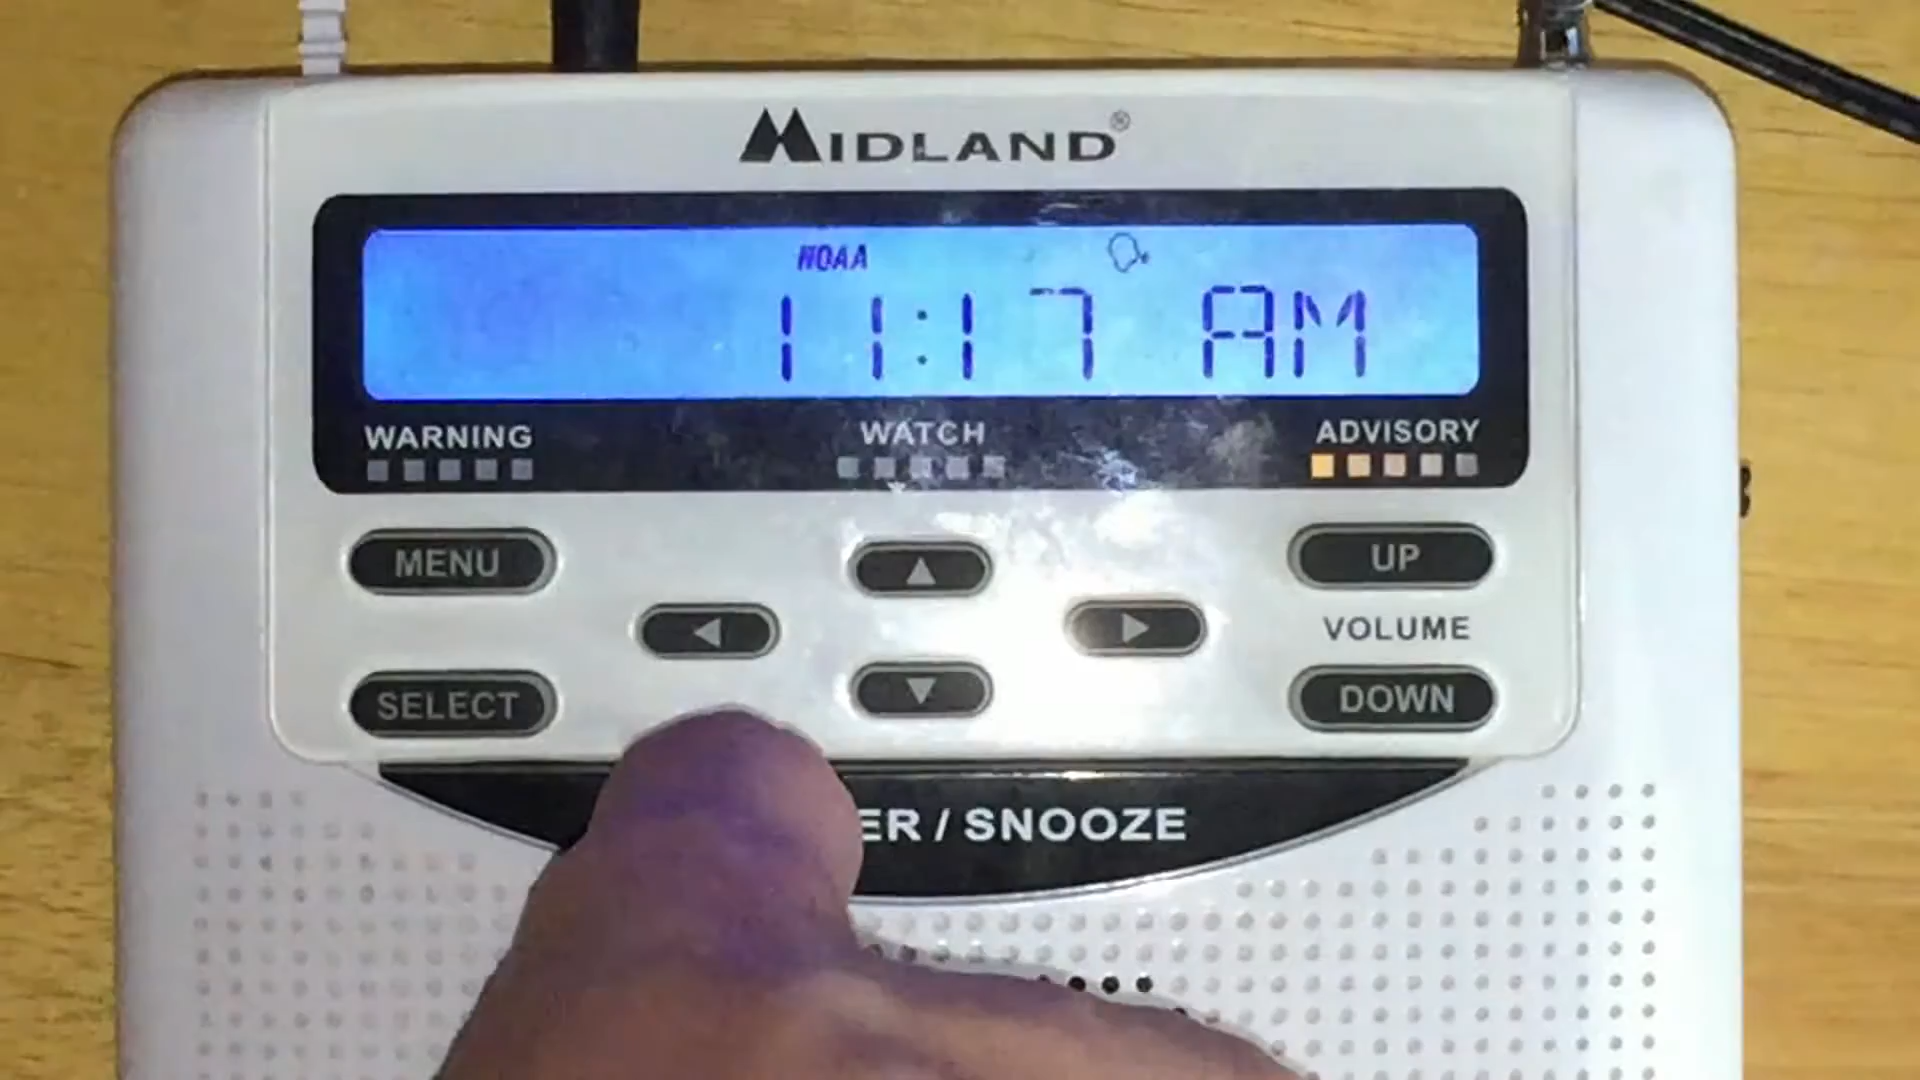 MIDLAND®
NOAA
11:17 AM
WARNING
WATCH
ADVISORY
MENU
UP
VOLUME
SELECT
DOWN
ER / SNOOZE